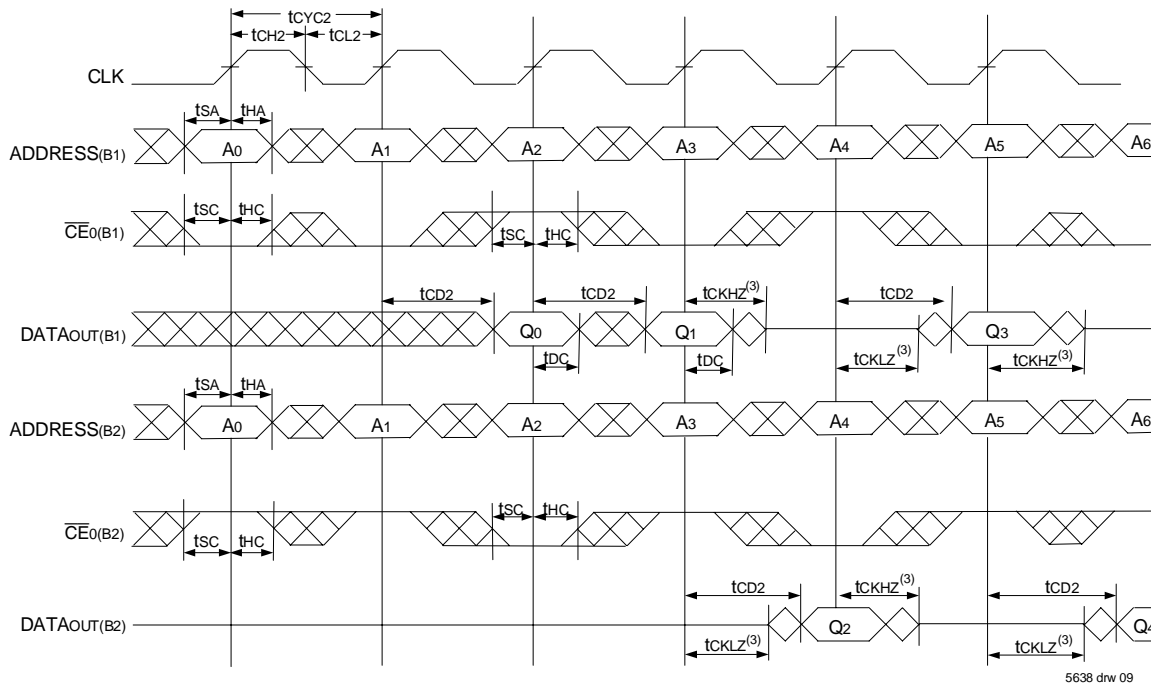 tCYC2
tCH2 tCL2
CLK
tSA tHA
ADDRESS(B1) A0 A1 A2 A3 A4 A5 A6
tSC tHC
CE0(B1)
tSC tHC
tCD2 tCD2 tCKHZ(3) tCD2
DATAOUT(B1) Q0 Q1 Q3
tDC tDC tCKLZ(3) tCKHZ(3)
tSA tHA
ADDRESS(B2) A0 A1 A2 A3 A4 A5 A6
tSC tHC
CE0(B2)
tSC tHC
tCD2 tCKHZ(3) tCD2
DATAOUT(B2) Q2 Q4
tCKLZ(3) tCKLZ(3)
5638 drw 09